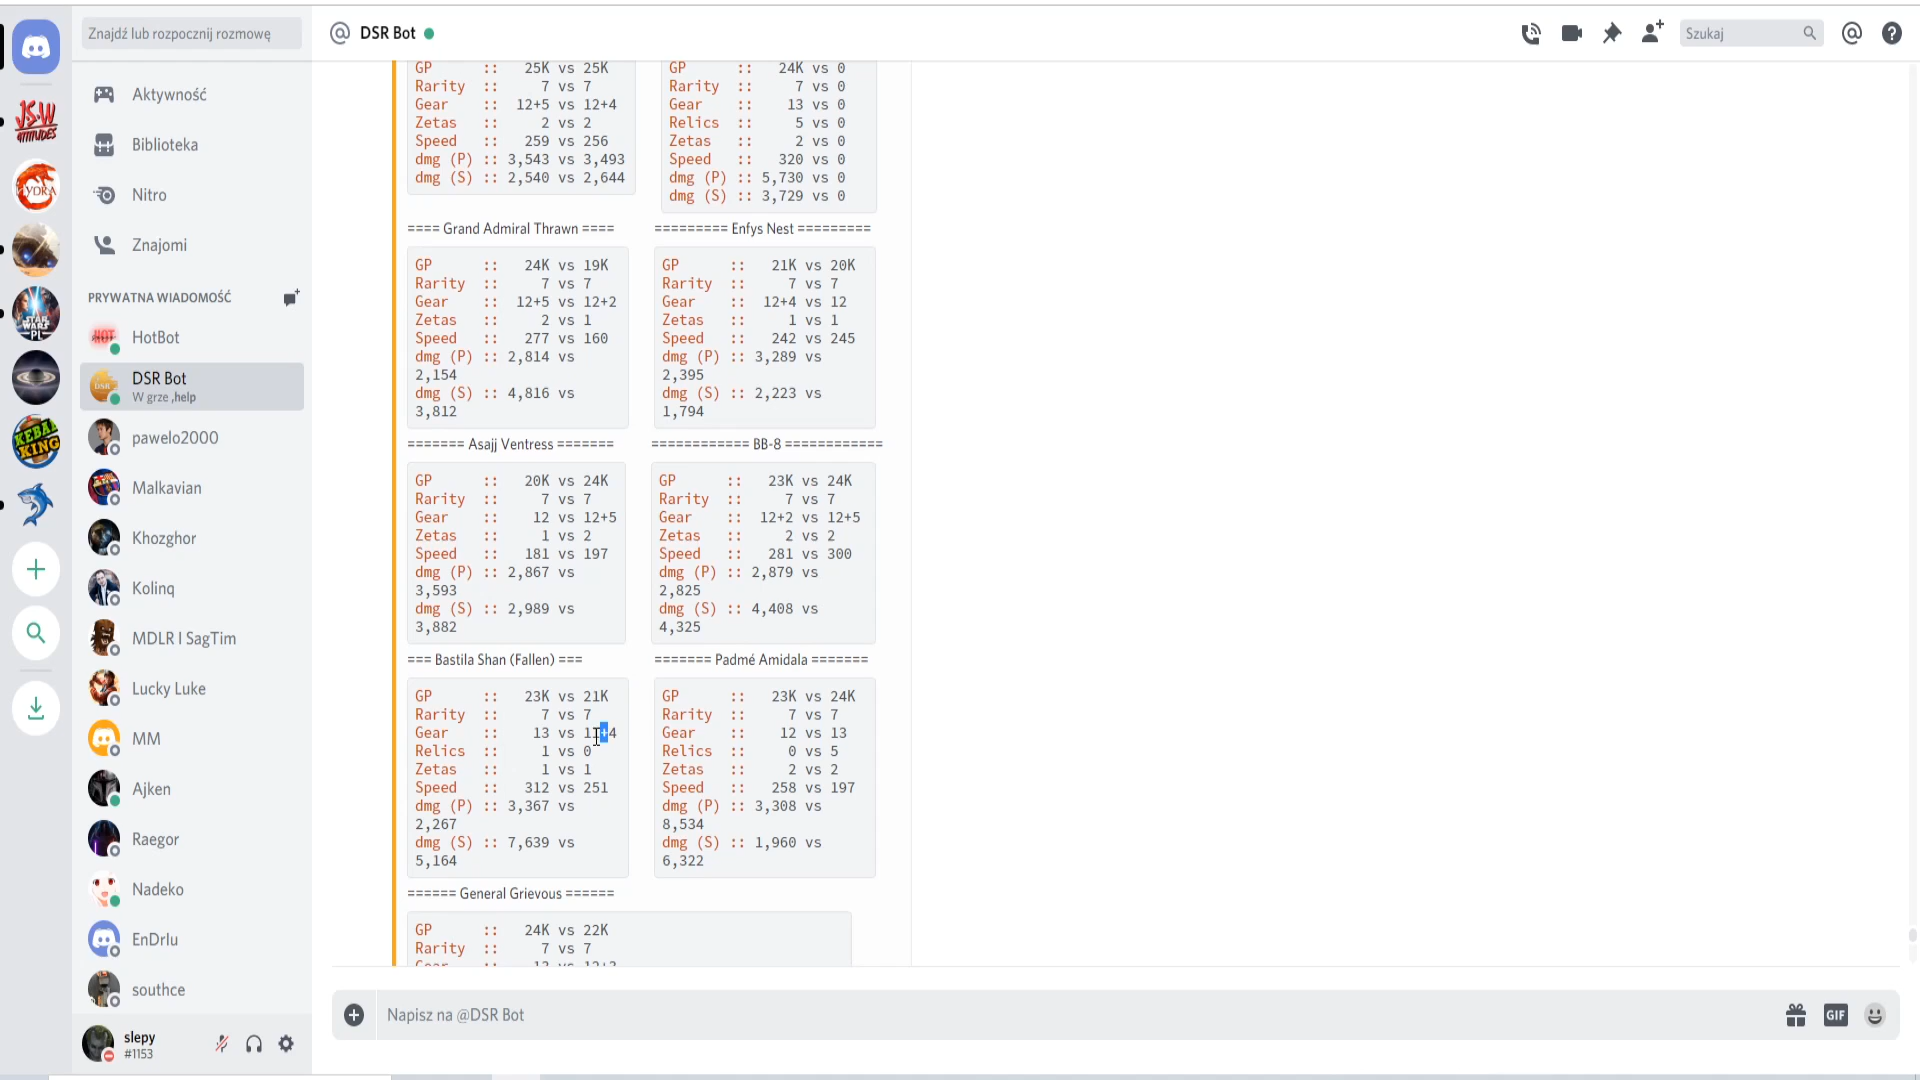 Znajdź lub rozpocznij rozmowę
Aktywność
Biblioteka
Nitro
Znajomi
PRYWATNA WIADOMOŚĆ
HotBot
DSR Bot
W grze ,help
pawelo2000
Malkavian
Khozghor
Kolinq
MDLR I SagTim
Lucky Luke
MM
Ajken
Raegor
Nadeko
EnDrIu
southce
slepy
#1153
JS.W
ATTITUDES
HYDRA
STAR WARS PL
KEBAB KING
@ DSR Bot
Szukaj
GP :: 25K vs 25K
Rarity :: 7 vs 7
Gear :: 12+5 vs 12+4
Zetas :: 2 vs 2
Speed :: 259 vs 256
dmg (P) :: 3,543 vs 3,493
dmg (S) :: 2,540 vs 2,644
GP :: 24K vs 0
Rarity :: 7 vs 0
Gear :: 13 vs 0
Relics :: 5 vs 0
Zetas :: 2 vs 0
Speed :: 320 vs 0
dmg (P) :: 5,730 vs 0
dmg (S) :: 3,729 vs 0
==== Grand Admiral Thrawn ====
GP :: 24K vs 19K
Rarity :: 7 vs 7
Gear :: 12+5 vs 12+2
Zetas :: 2 vs 1
Speed :: 277 vs 160
dmg (P) :: 2,814 vs
2,154
dmg (S) :: 4,816 vs
3,812
========= Enfys Nest =========
GP :: 21K vs 20K
Rarity :: 7 vs 7
Gear :: 12+4 vs 12
Zetas :: 1 vs 1
Speed :: 242 vs 245
dmg (P) :: 3,289 vs
2,395
dmg (S) :: 2,223 vs
1,794
======= Asajj Ventress =======
GP :: 20K vs 24K
Rarity :: 7 vs 7
Gear :: 12 vs 12+5
Zetas :: 1 vs 2
Speed :: 181 vs 197
dmg (P) :: 2,867 vs
3,593
dmg (S) :: 2,989 vs
3,882
============ BB-8 ============
GP :: 23K vs 24K
Rarity :: 7 vs 7
Gear :: 12+2 vs 12+5
Zetas :: 2 vs 2
Speed :: 281 vs 300
dmg (P) :: 2,879 vs
2,825
dmg (S) :: 4,408 vs
4,325
=== Bastila Shan (Fallen) ===
GP :: 23K vs 21K
Rarity :: 7 vs 7
Gear :: 13 vs 11+4
Relics :: 1 vs 0
Zetas :: 1 vs 1
Speed :: 312 vs 251
dmg (P) :: 3,367 vs
2,267
dmg (S) :: 7,639 vs
5,164
======= Padmé Amidala =======
GP :: 23K vs 24K
Rarity :: 7 vs 7
Gear :: 12 vs 13
Relics :: 0 vs 5
Zetas :: 2 vs 2
Speed :: 258 vs 197
dmg (P) :: 3,308 vs
8,534
dmg (S) :: 1,960 vs
6,322
====== General Grievous ======
GP :: 24K vs 22K
Rarity :: 7 vs 7
Gear :: 13 vs 12+3
Napisz na @DSR Bot
GIF